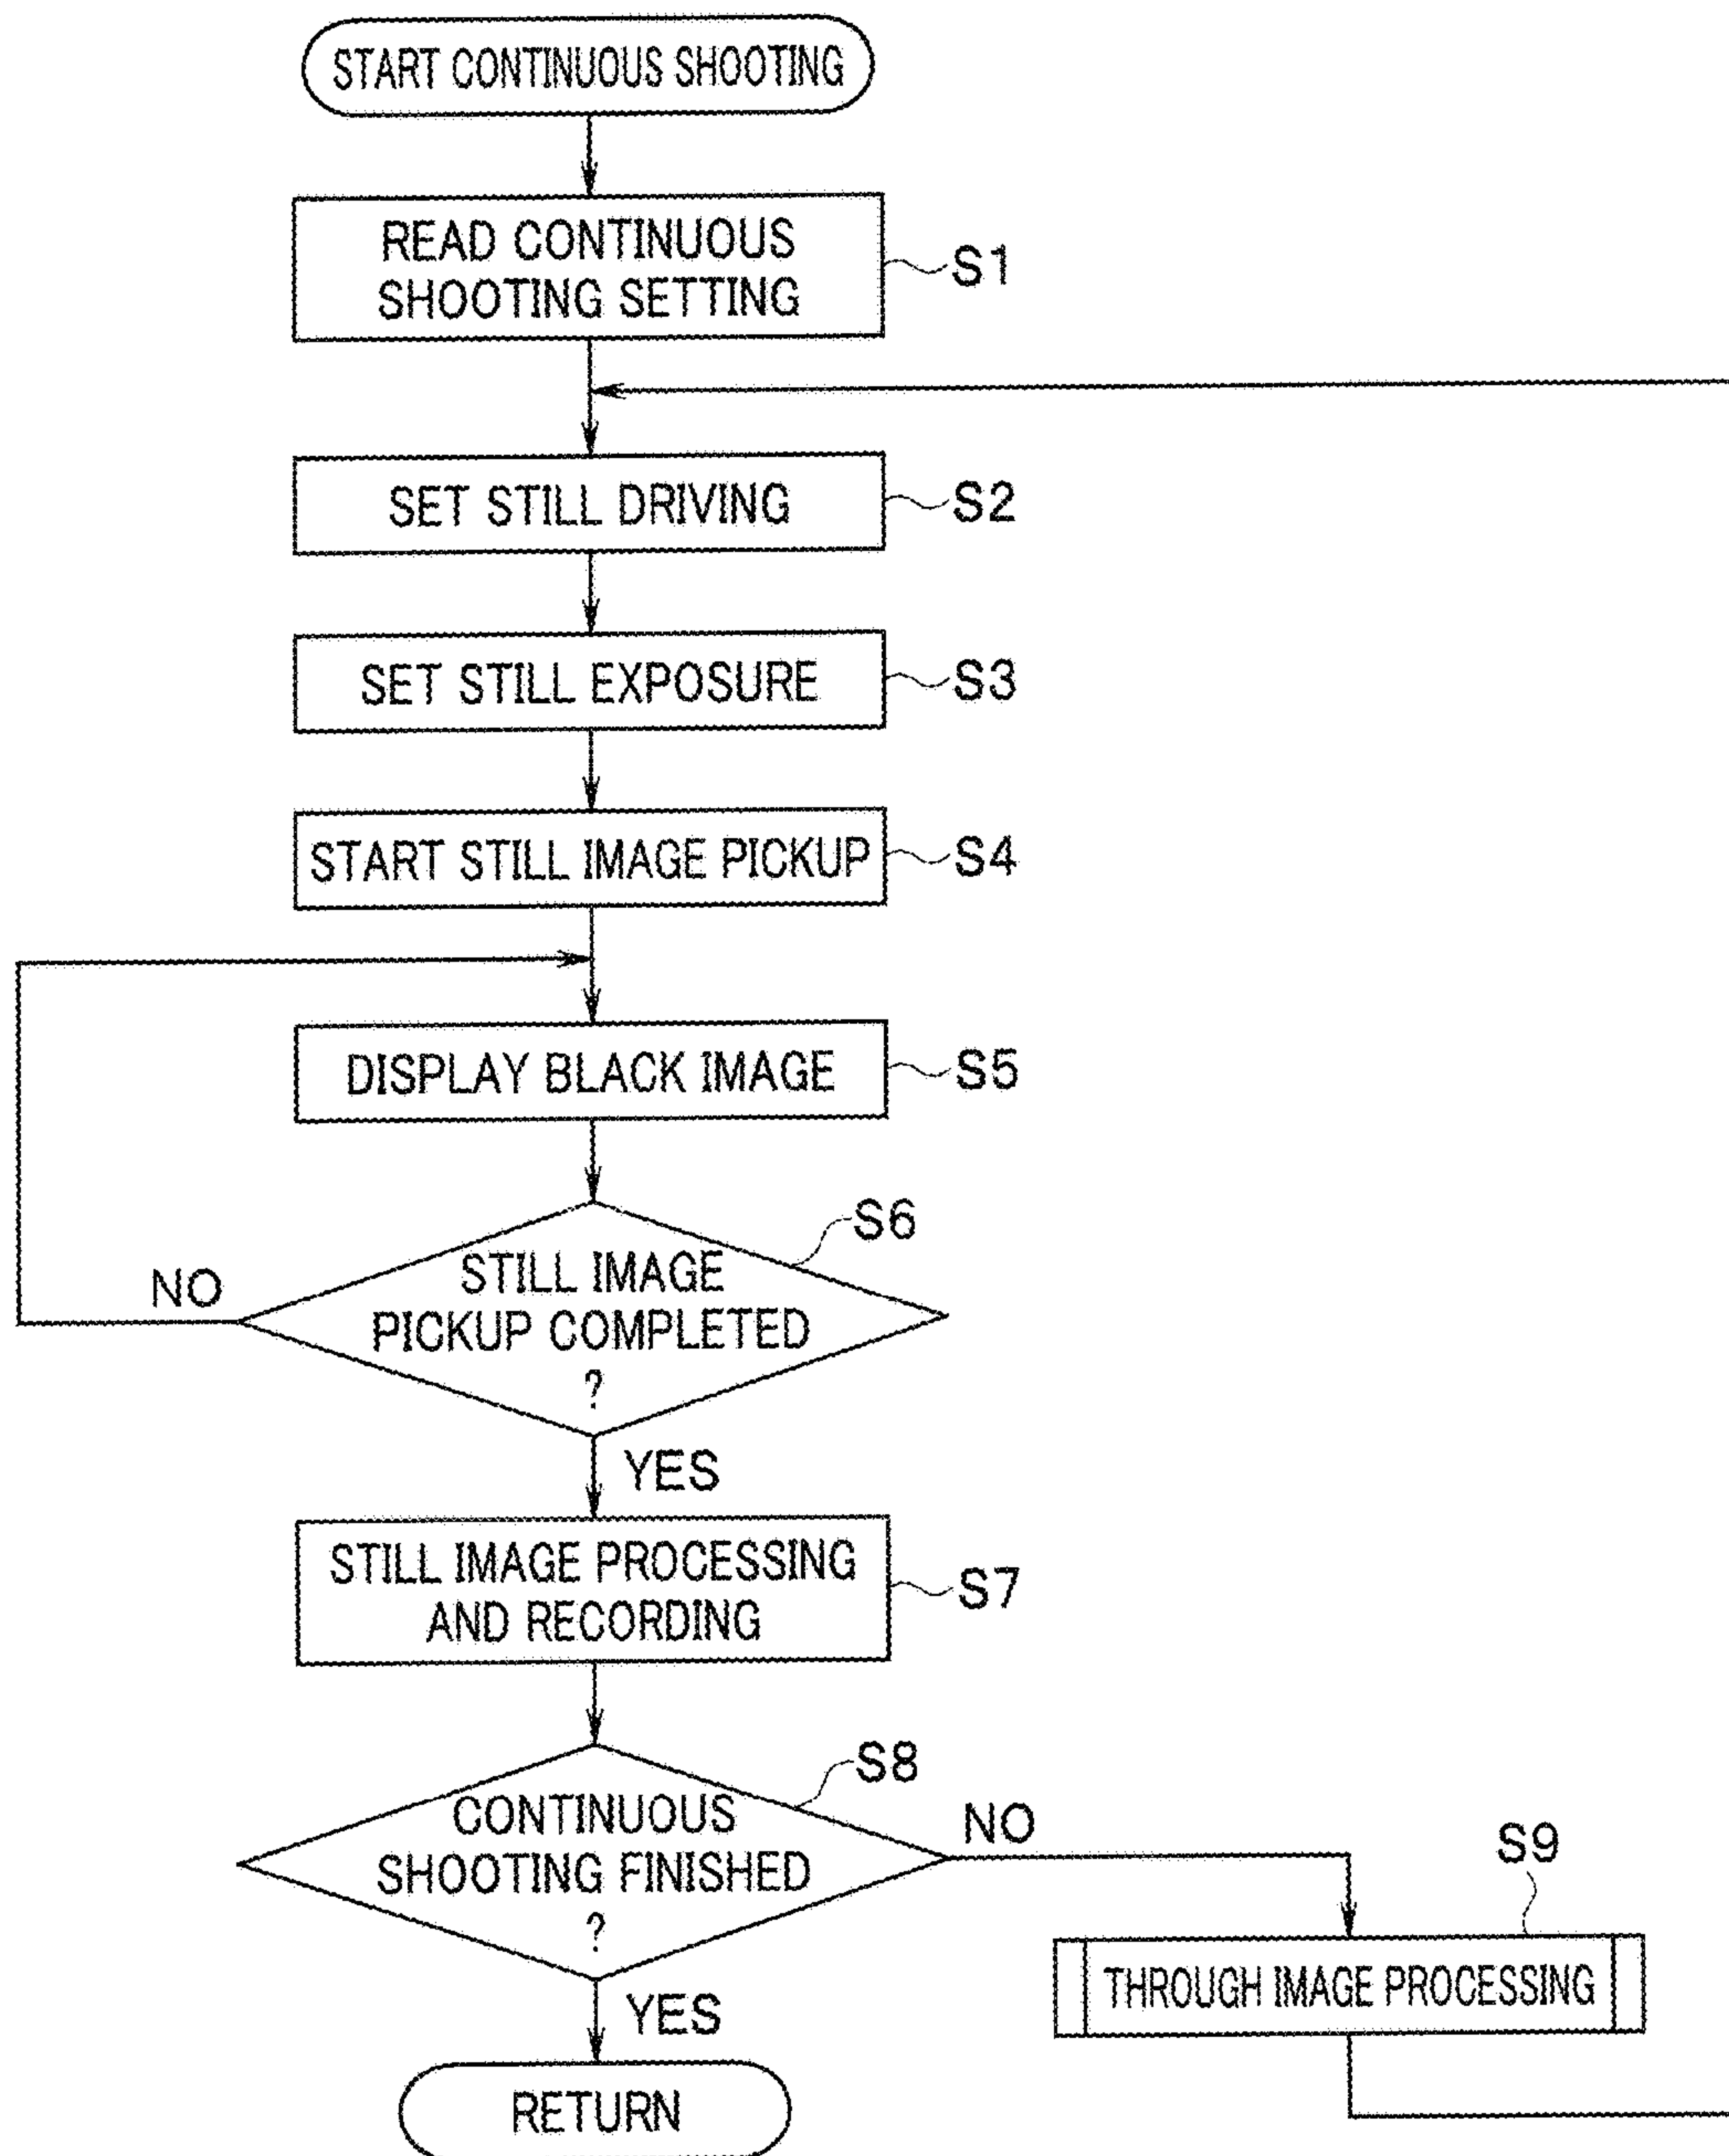 START CONTINUOUS SHOOTING
READ CONTINUOUS
SHOOTING SETTING
S1
SET STILL DRIVING
S2
SET STILL EXPOSURE
S3
START STILL IMAGE PICKUP
S4
DISPLAY BLACK IMAGE
S5
S6
STILL IMAGE
PICKUP COMPLETED
?
NO
YES
STILL IMAGE PROCESSING
AND RECORDING
S7
S8
CONTINUOUS
SHOOTING FINISHED
?
NO
S9
THROUGH IMAGE PROCESSING
YES
RETURN